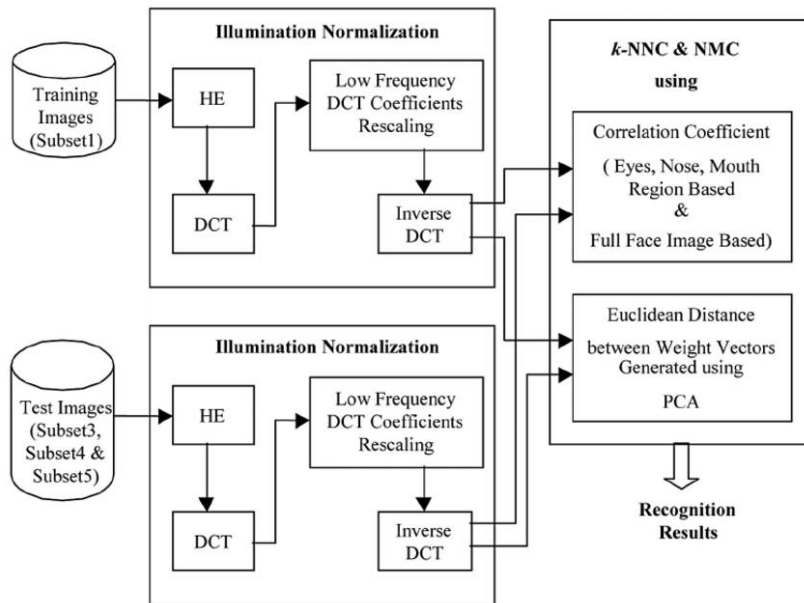 Illumination Normalization
Training
Images
(Subset1)
HE
DCT
Low Frequency
DCT Coefficients
Rescaling
Inverse
DCT
Illumination Normalization
Test Images
(Subset3,
Subset4 &
Subset5)
HE
DCT
Low Frequency
DCT Coefficients
Rescaling
Inverse
DCT
k-NNC & NMC
using
Correlation Coefficient
( Eyes, Nose, Mouth
Region Based
&
Full Face Image Based)
Euclidean Distance
between Weight Vectors
Generated using
PCA
Recognition
Results